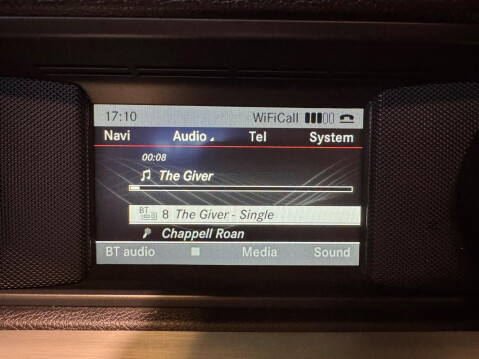 17:10 WiFiCall
Navi Audio Tel System
00:08
The Giver
BT 8 The Giver - Single
Chappell Roan
BT audio Media Sound